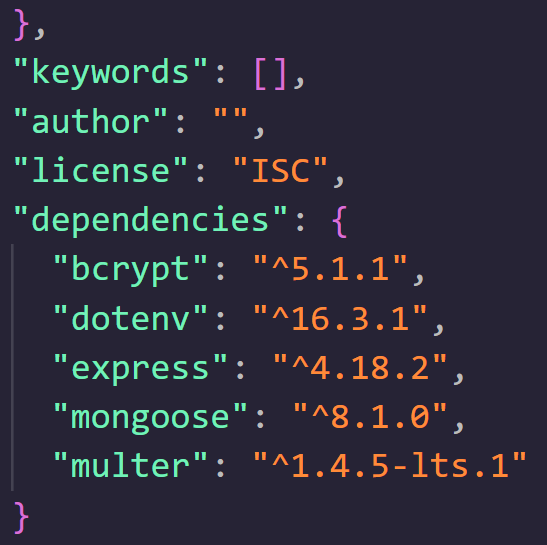 },
"keywords": [],
"author": "",
"license": "ISC",
"dependencies": {
"bcrypt": "^5.1.1",
"dotenv": "^16.3.1",
"express": "^4.18.2",
"mongoose": "^8.1.0",
"multer": "^1.4.5-lts.1"
}